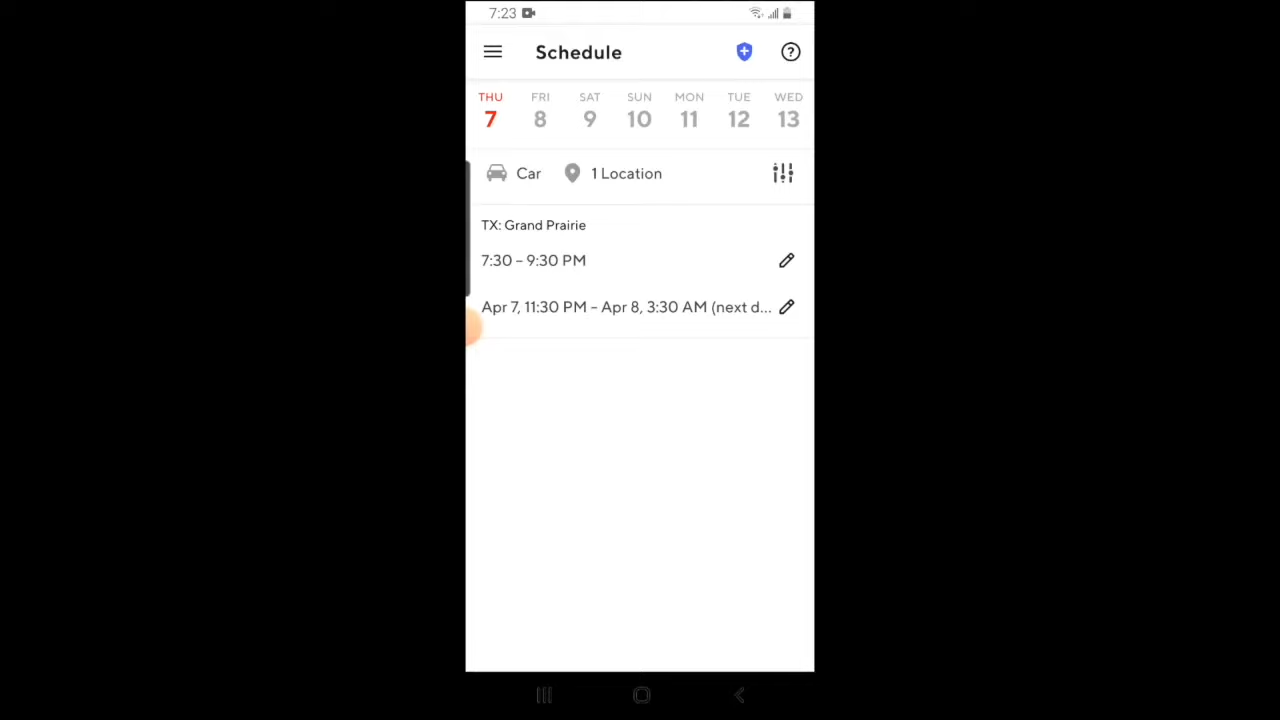 7:23
Schedule
THU FRI SAT SUN MON TUE WED
7 8 9 10 11 12 13
Car 1 Location
TX: Grand Prairie
7:30 – 9:30 PM
Apr 7, 11:30 PM – Apr 8, 3:30 AM (next d...